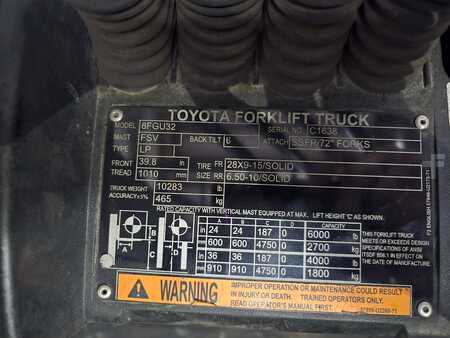 TOYOTA FORKLIFT TRUCK
MODEL 8FGU32 SERIAL NO. C1638
MAST FSV BACK TILT 6 ATTACH SSFP/72" FORKS
TYPE LP
FRONT 39.8 in TIRE FR 28X9-15/SOLID
TREAD 1010 mm SIZE RR 6.50-10/SOLID
TRUCK WEIGHT 10283 lb
ACCURACY±5% 465 kg
RATED CAPACITY WITH VERTICAL MAST EQUIPPED AT MAX. LIFT HEIGHT "C" AS SHOWN.
A B C D CAPACITY
in 24 24 187 0 6000 lb
mm 600 600 4750 0 2700 kg
in 36 36 187 0 4000 lb
mm 910 910 4750 0 1800 kg
THIS FORKLIFT TRUCK
MEETS OR EXCEEDS DESIGN
SPECIFICATIONS OF ANSI
ITSDF B56.1 IN EFFECT ON
DATE OF MANUFACTURE.
WARNING
IMPROPER OPERATION OR MAINTENANCE COULD RESULT
IN INJURY OR DEATH. TRAINED OPERATORS ONLY.
READ OPERATOR'S MANUAL FIRST.